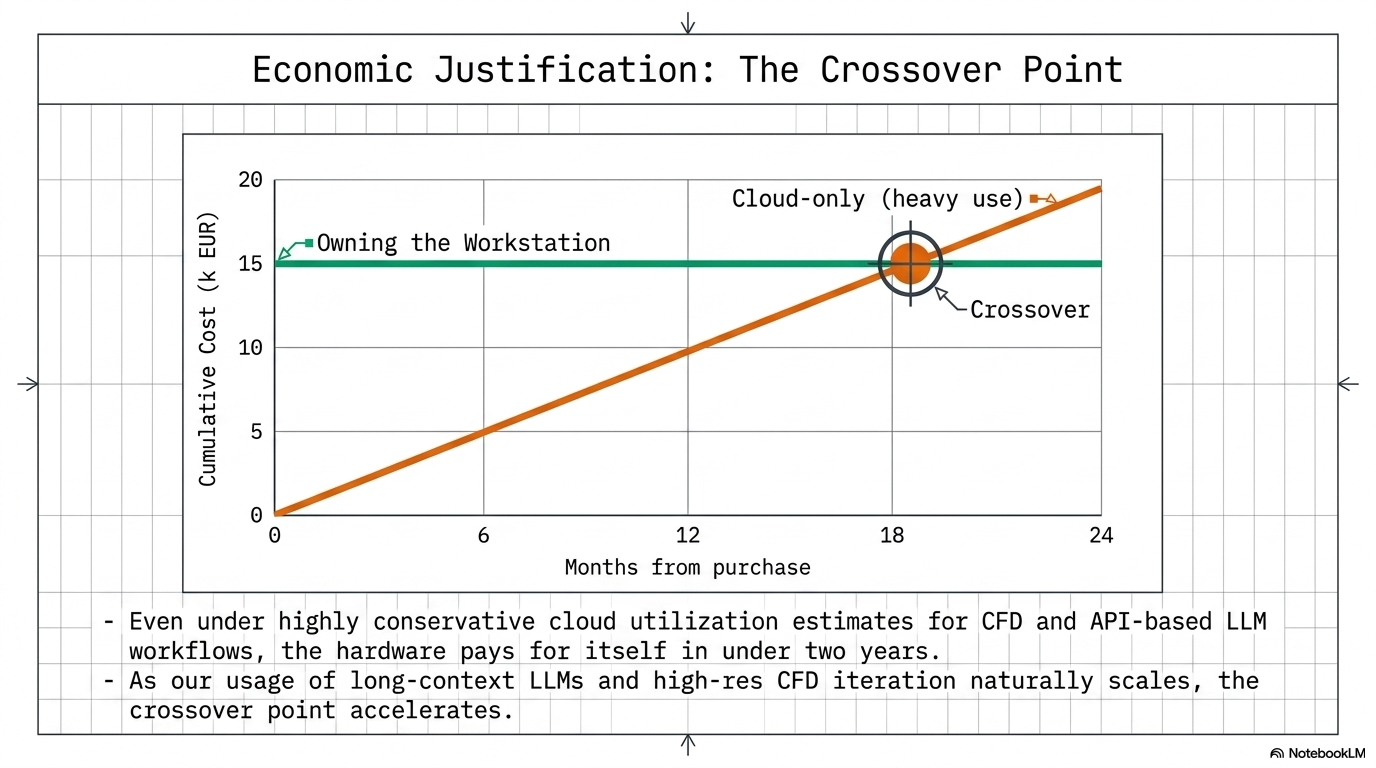 Economic Justification: The Crossover Point
20
Cloud-only (heavy use)
Owning the Workstation
15
Crossover
10
5
0
Cumulative Cost (k EUR)
0 6 12 18 24
Months from purchase
- Even under highly conservative cloud utilization estimates for CFD and API-based LLM
workflows, the hardware pays for itself in under two years.
- As our usage of long-context LLMs and high-res CFD iteration naturally scales, the
crossover point accelerates.
NotebookLM